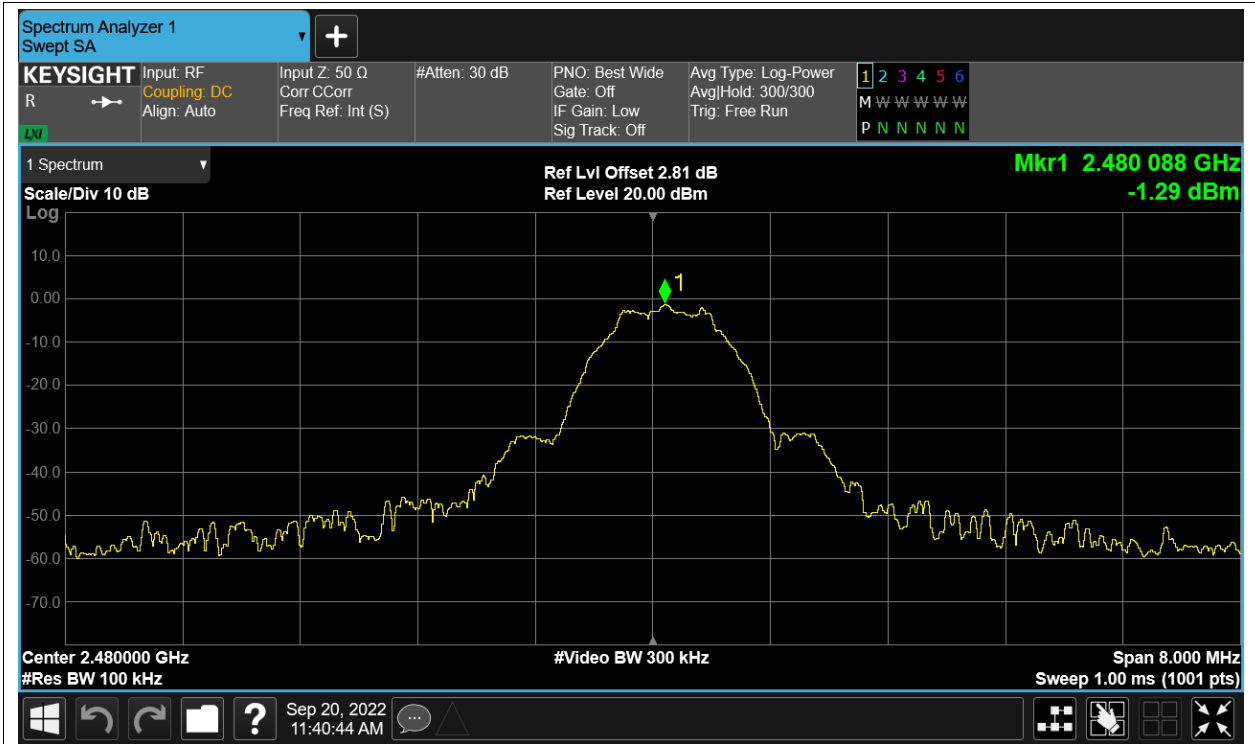 Spectrum Analyzer 1
Swept SA
KEYSIGHT
R
LXI
Input: RF
Coupling: DC
Align: Auto
Input Z: 50 Ω
Corr CCorr
Freq Ref: Int (S)
#Atten: 30 dB
PNO: Best Wide
Gate: Off
IF Gain: Low
Sig Track: Off
Avg Type: Log-Power
Avg|Hold: 300/300
Trig: Free Run
1 2 3 4 5 6
M W W W W W
P N N N N N
1 Spectrum
Scale/Div 10 dB
Log
Ref Lvl Offset 2.81 dB
Ref Level 20.00 dBm
Mkr1 2.480 088 GHz
-1.29 dBm
1
10.0
0.00
-10.0
-20.0
-30.0
-40.0
-50.0
-60.0
-70.0
Center 2.480000 GHz
#Res BW 100 kHz
#Video BW 300 kHz
Span 8.000 MHz
Sweep 1.00 ms (1001 pts)
?
Sep 20, 2022
11:40:44 AM